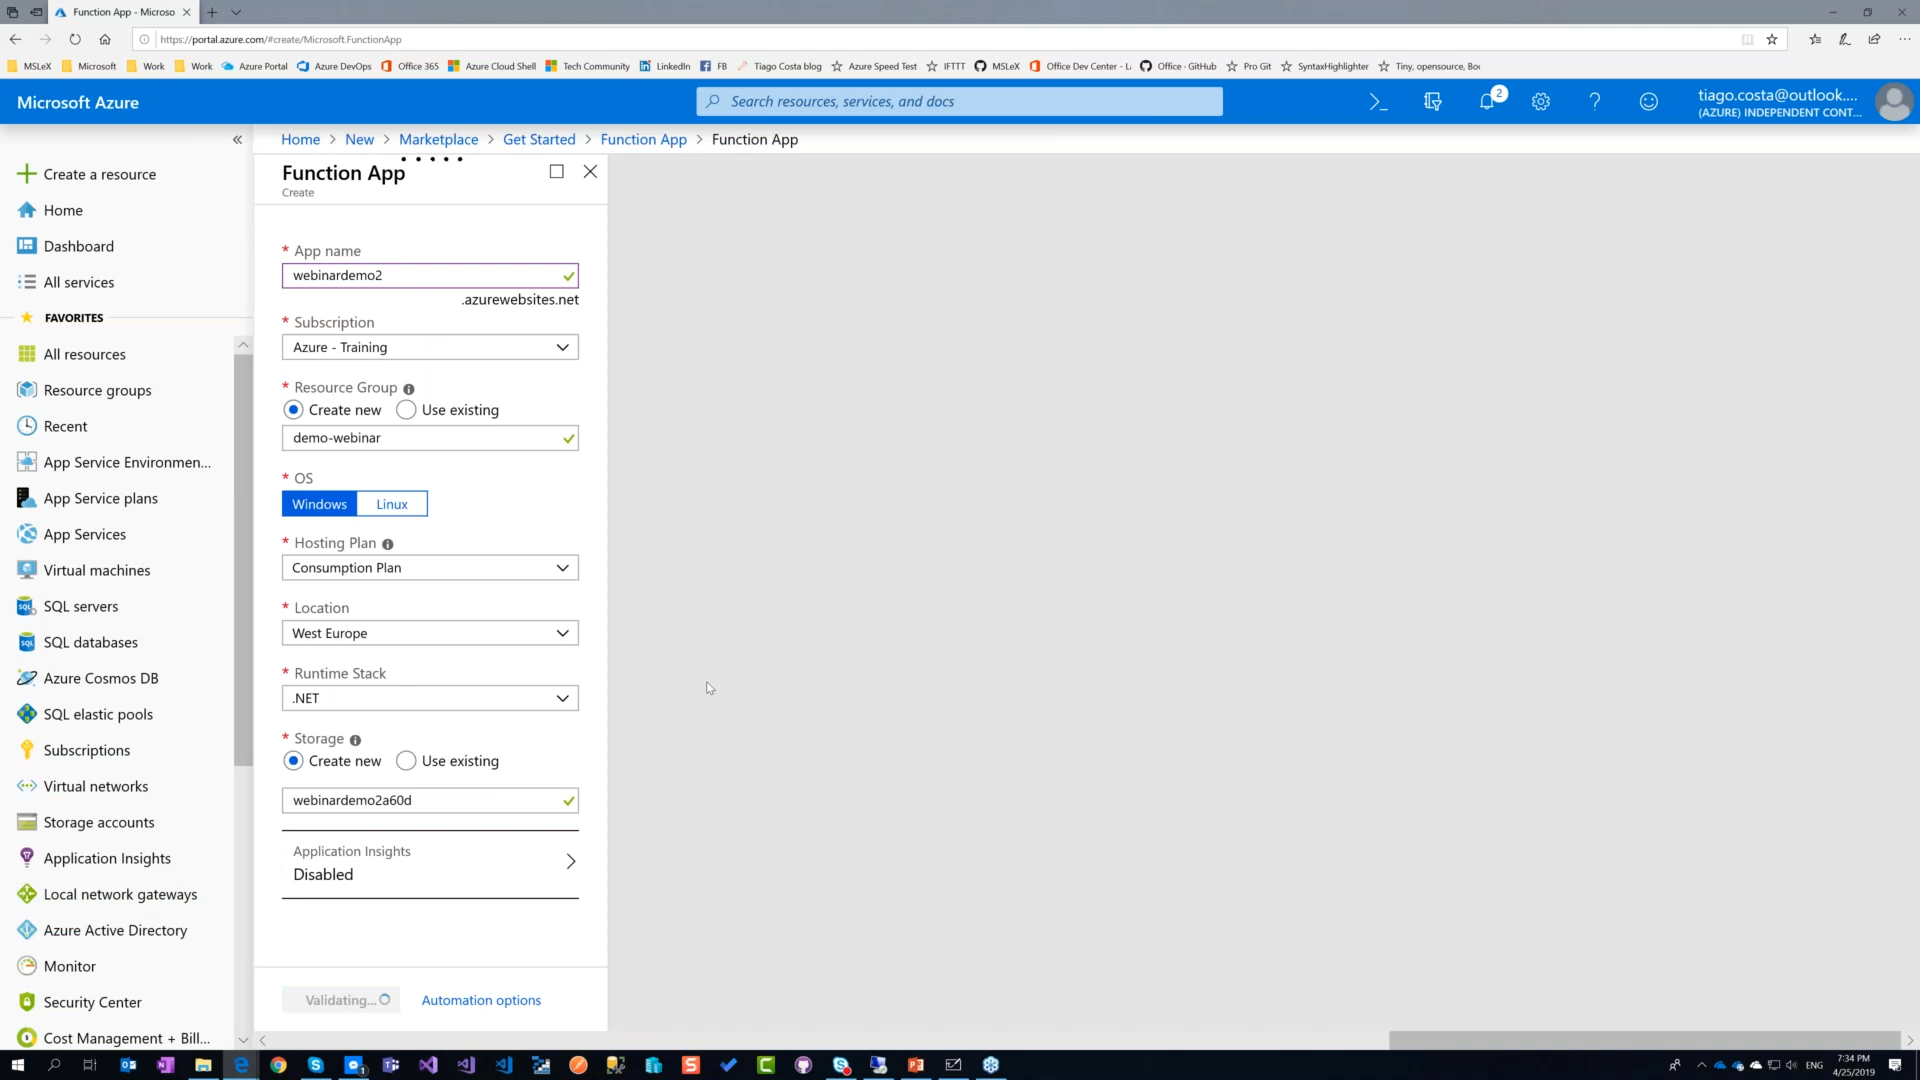 Function App - Microso
https://portal.azure.com/#create/Microsoft.FunctionApp
MSLeX Microsoft Work Work Azure Portal Azure DevOps Office 365 Azure Cloud Shell Tech Community LinkedIn FB Tiago Costa blog Azure Speed Test IFTTT MSLeX Office Dev Center - L Office · GitHub Pro Git SyntaxHighlighter Tiny, opensource, Bo
Microsoft Azure
Search resources, services, and docs
2
tiago.costa@outlook....
(AZURE) INDEPENDENT CONT...
Home > New > Marketplace > Get Started > Function App > Function App
Create a resource
Home
Dashboard
All services
FAVORITES
All resources
Resource groups
Recent
App Service Environmen...
App Service plans
App Services
Virtual machines
SQL servers
SQL databases
Azure Cosmos DB
SQL elastic pools
Subscriptions
Virtual networks
Storage accounts
Application Insights
Local network gateways
Azure Active Directory
Monitor
Security Center
Cost Management + Bill...
Function App
Create
* App name
webinardemo2
.azurewebsites.net
* Subscription
Azure - Training
* Resource Group
Create new Use existing
demo-webinar
* OS
Windows Linux
* Hosting Plan
Consumption Plan
* Location
West Europe
* Runtime Stack
.NET
* Storage
Create new Use existing
webinardemo2a60d
Application Insights
Disabled
Validating... Automation options
ENG
7:34 PM
4/25/2019